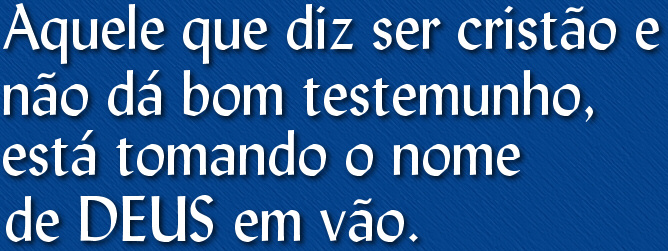 Aquele que diz ser cristão e
não dá bom testemunho,
está tomando o nome
de DEUS em vão.